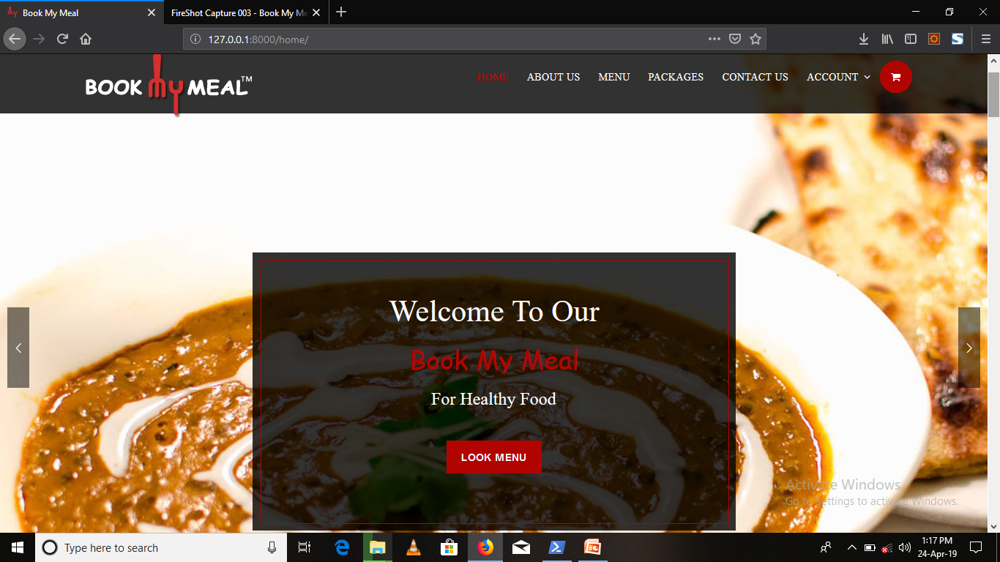 Book My Meal
FireShot Capture 003 - Book My Me
127.0.0.1:8000/home/
BOOK MY MEAL™
HOME ABOUT US MENU PACKAGES CONTACT US ACCOUNT
Welcome To Our
Book My Meal
For Healthy Food
LOOK MENU
Activate Windows
Go to Settings to activate Windows.
Type here to search
1:17 PM
24-Apr-19